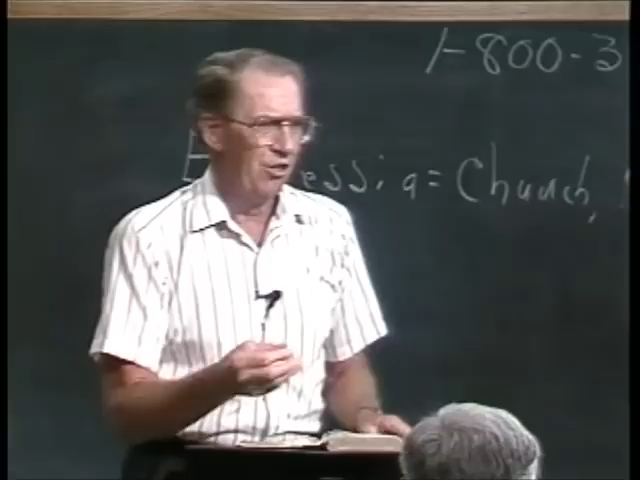 1-800-3
essia = Church,